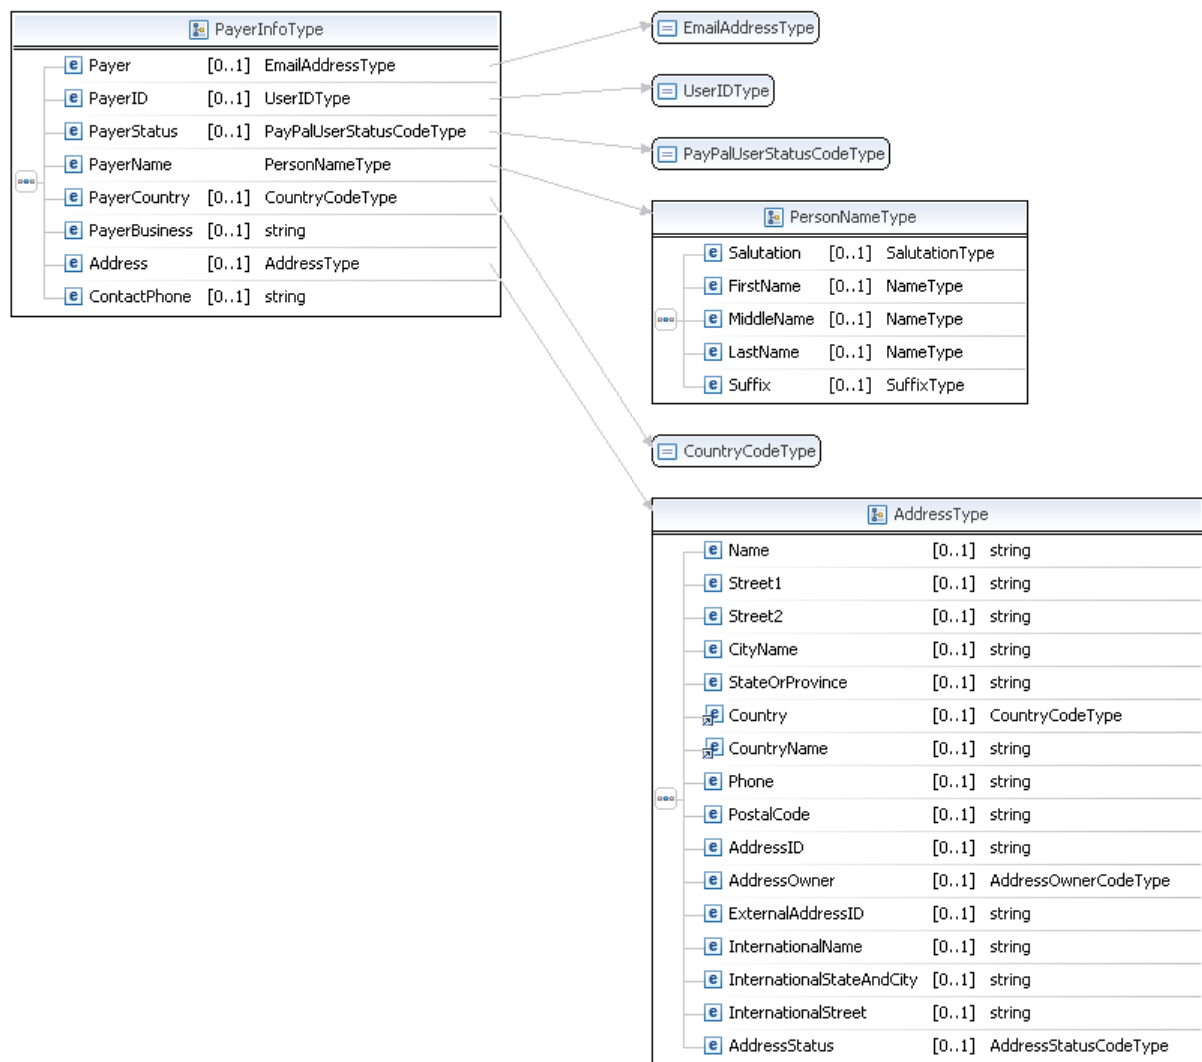 PayerInfoType
Payer [0..1] EmailAddressType
PayerID [0..1] UserIDType
PayerStatus [0..1] PayPalUserStatusCodeType
PayerName PersonNameType
PayerCountry [0..1] CountryCodeType
PayerBusiness [0..1] string
Address [0..1] AddressType
ContactPhone [0..1] string
EmailAddressType
UserIDType
PayPalUserStatusCodeType
PersonNameType
Salutation [0..1] SalutationType
FirstName [0..1] NameType
MiddleName [0..1] NameType
LastName [0..1] NameType
Suffix [0..1] SuffixType
CountryCodeType
AddressType
Name [0..1] string
Street1 [0..1] string
Street2 [0..1] string
CityName [0..1] string
StateOrProvince [0..1] string
Country [0..1] CountryCodeType
CountryName [0..1] string
Phone [0..1] string
PostalCode [0..1] string
AddressID [0..1] string
AddressOwner [0..1] AddressOwnerCodeType
ExternalAddressID [0..1] string
InternationalName [0..1] string
InternationalStateAndCity [0..1] string
InternationalStreet [0..1] string
AddressStatus [0..1] AddressStatusCodeType